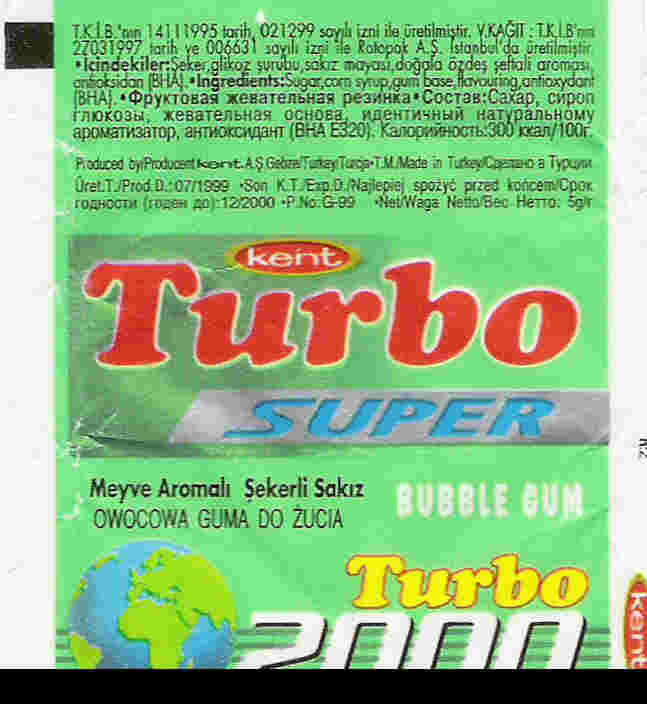 T.K.İ.B.'nın 14111995 tarih, 021299 sayılı izni ile üretilmiştir. V.KAĞIT : T.K.İ.B'nın
27031997 tarih ve 006631 sayılı izni ile Rotopak A.Ş. İstanbul'da üretilmiştir.
•İcindekiler:Şeker,glikoz şurubu,sakız mayası,doğala özdeş şeftali aroması,
antioksidan (BHA).•Ingredients:Sugar,corn syrup,gum base,flavouring,antioxydant
(BHA).•Фруктовая жевательная резинка•Состав:Сахар, сироп
глюкозы, жевательная основа, идентичный натуральному
ароматизатор, антиоксидант (BHA E320). Калорийность:300 ккал/100г.
Produced by/Producent kent. A.Ş.Gebze/Turkey/Turcja•T.M./Made in Turkey/Сделано в Турции
Üret.T./Prod.D.:07/1999 •Son K.T./Exp.D./Najlepiej spożyć przed końcem/Срок
годности (годен до):12/2000 •P.No:G-99 •Net/Waga Netto/Вес Нетто: 5g/г
kent
Turbo
SUPER
Meyve Aromalı Şekerli Sakız
BUBBLE GUM
OWOCOWA GUMA DO ŻUCIA
Turbo
2000
kent